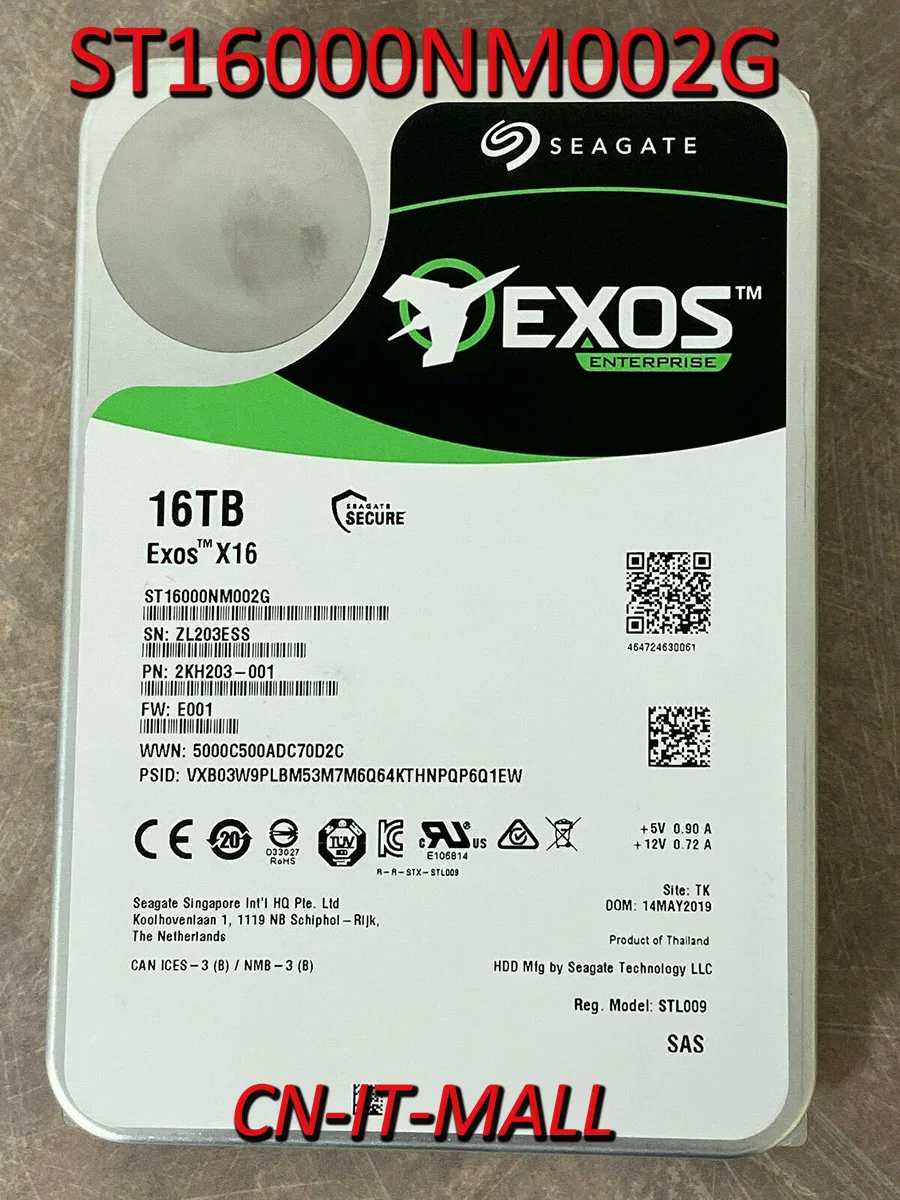 ST16000NM002G
SEAGATE
EXOS™
ENTERPRISE
16TB
SEAGATE
SECURE
Exos™ X16
ST16000NM002G
SN: ZL203ESS
PN: 2KH203-001
FW: E001
WWN: 5000C500ADC70D2C
PSID: VXB03W9PLBM53M7M6Q64KTHNPQP6Q1EW
464724630061
CE 20 D33027 RoHS TÜV c UR US E106814
R-R-STX-STL009
+5V 0.90 A
+12V 0.72 A
Seagate Singapore Int'l HQ Pte. Ltd
Koolhovenlaan 1, 1119 NB Schiphol-Rijk,
The Netherlands
CAN ICES-3 (B) / NMB-3 (B)
Site: TK
DOM: 14MAY2019
Product of Thailand
HDD Mfg by Seagate Technology LLC
Reg. Model: STL009
SAS
CN-IT-MALL